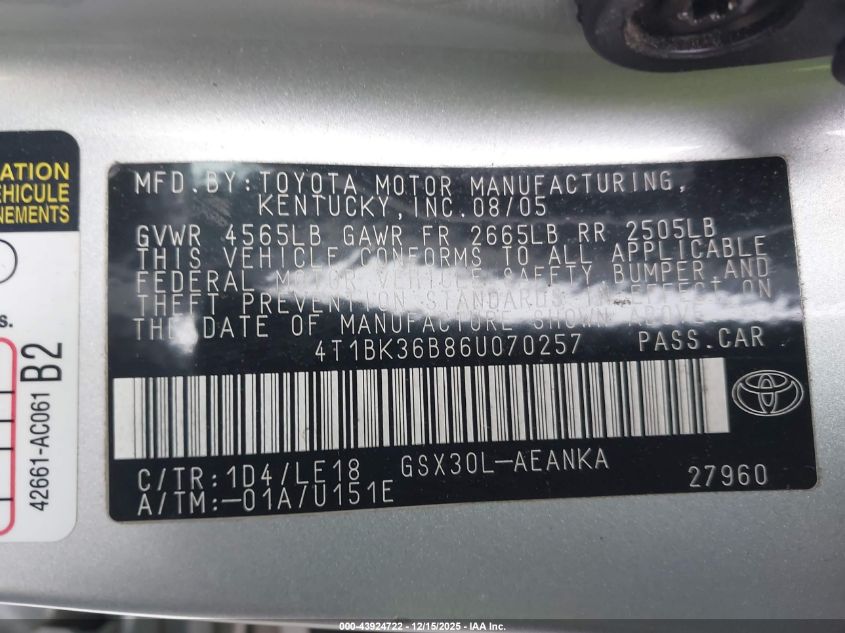 ATION
VÉHICULE
NEMENTS
s.
42661-AC061
B2
MFD.BY:TOYOTA MOTOR MANUFACTURING,
KENTUCKY,INC.08/05
GVWR 4565LB GAWR FR 2665LB RR 2505LB
THIS VEHICLE CONFORMS TO ALL APPLICABLE
FEDERAL MOTOR VEHICLE SAFETY BUMPER,AND
THEFT PREVENTION STANDARDS IN EFFECT ON
THE DATE OF MANUFACTURE SHOWN ABOVE.
4T1BK36B86U070257 PASS.CAR
C/TR:1D4/LE18 GSX30L-AEANKA
A/TM:-01A/U151E 27960
000-43924722 - 12/15/2025 - IAA Inc.